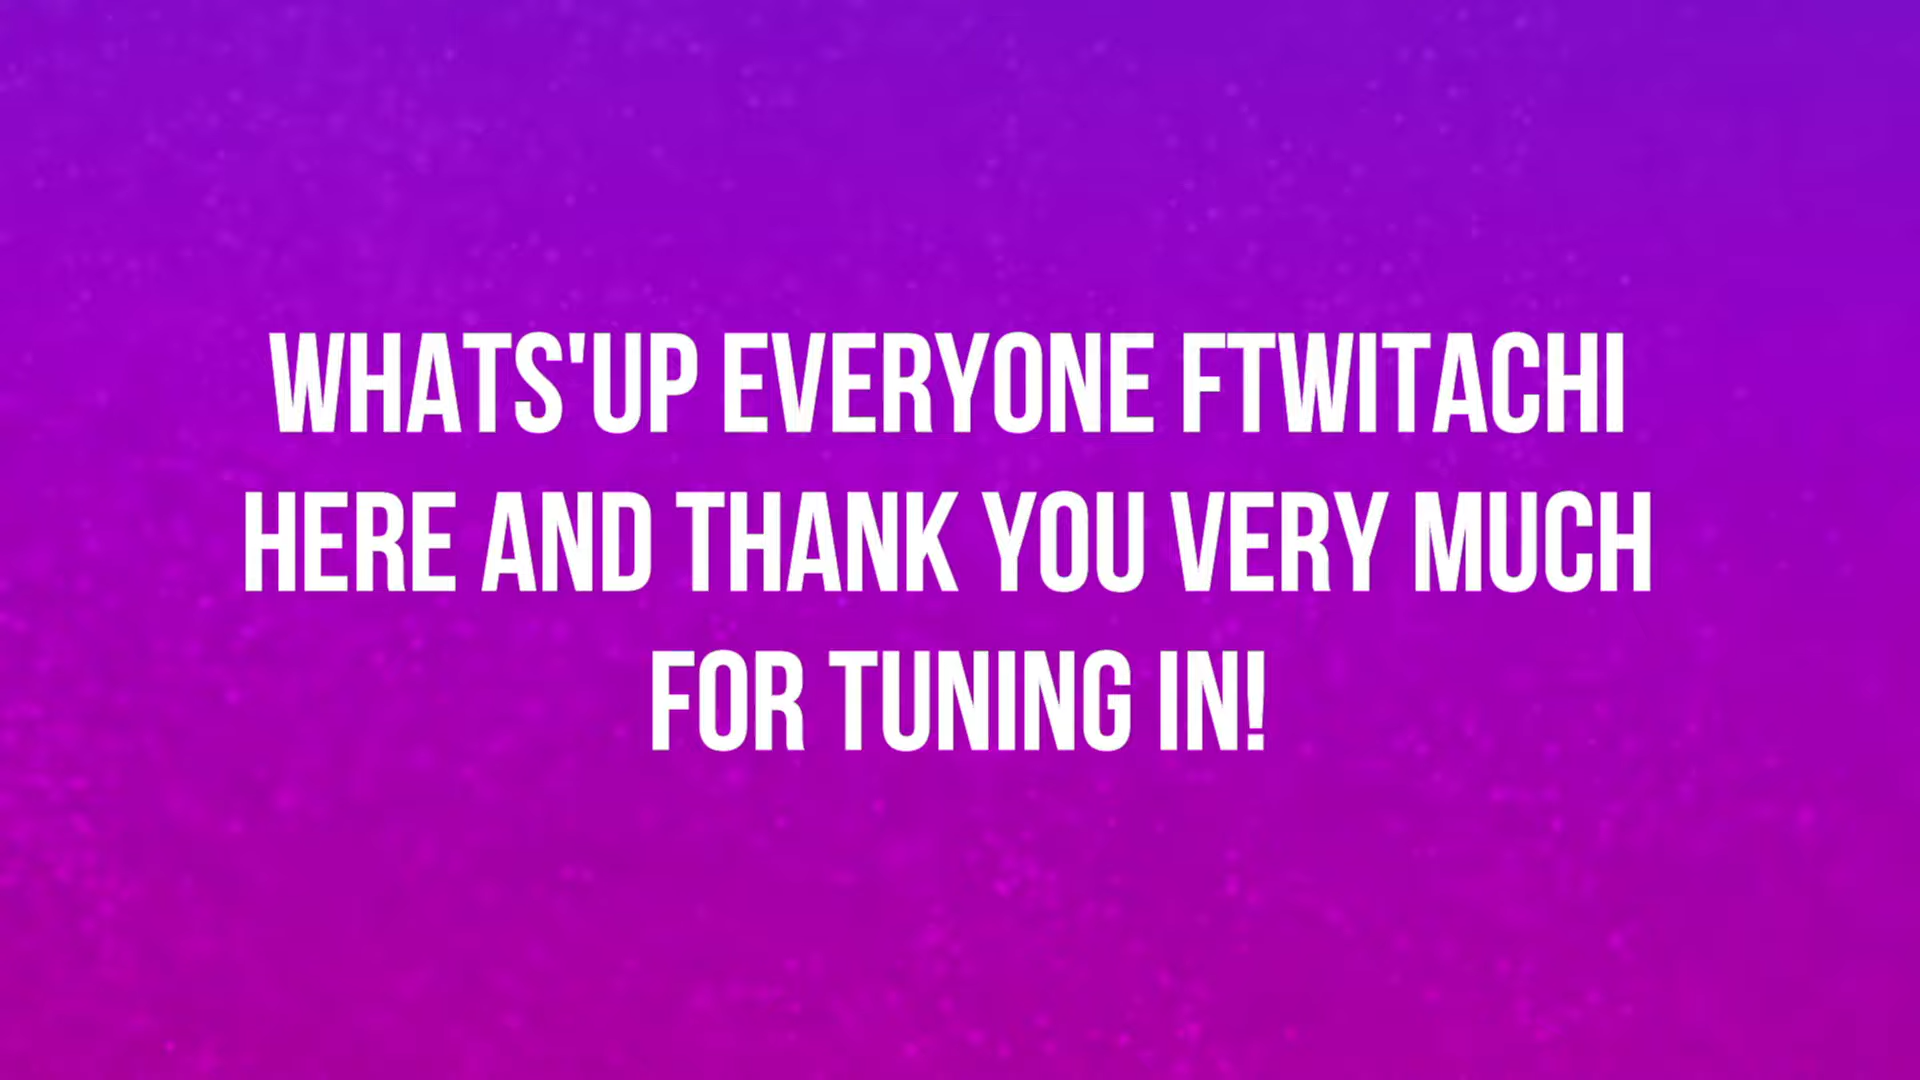 WHATS'UP EVERYONE FTWITACHI
HERE AND THANK YOU VERY MUCH
FOR TUNING IN!